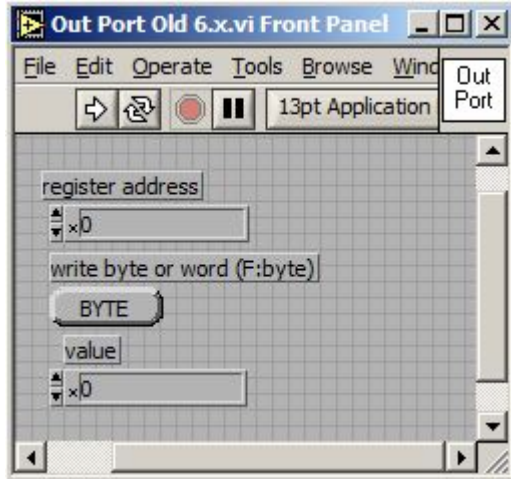 Out Port Old 6.x.vi Front Panel
File Edit Operate Tools Browse Wind
13pt Application
Out
Port
register address
x0
write byte or word (F:byte)
BYTE
value
x0